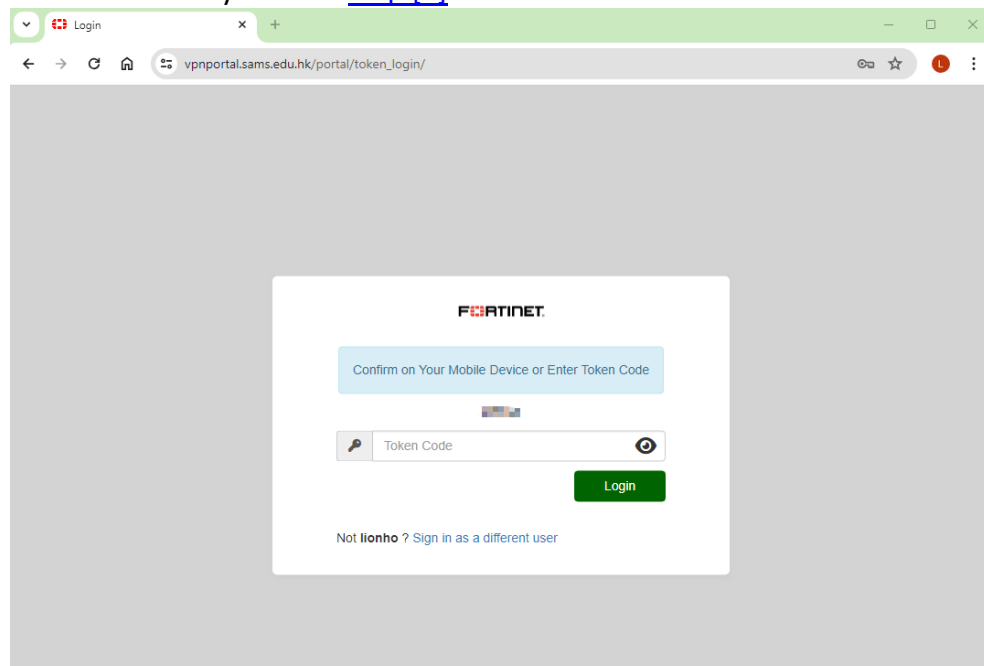 Login
vpnportal.sams.edu.hk/portal/token_login/
L
FORTINET
Confirm on Your Mobile Device or Enter Token Code
Token Code
Login
Not lionho ? Sign in as a different user